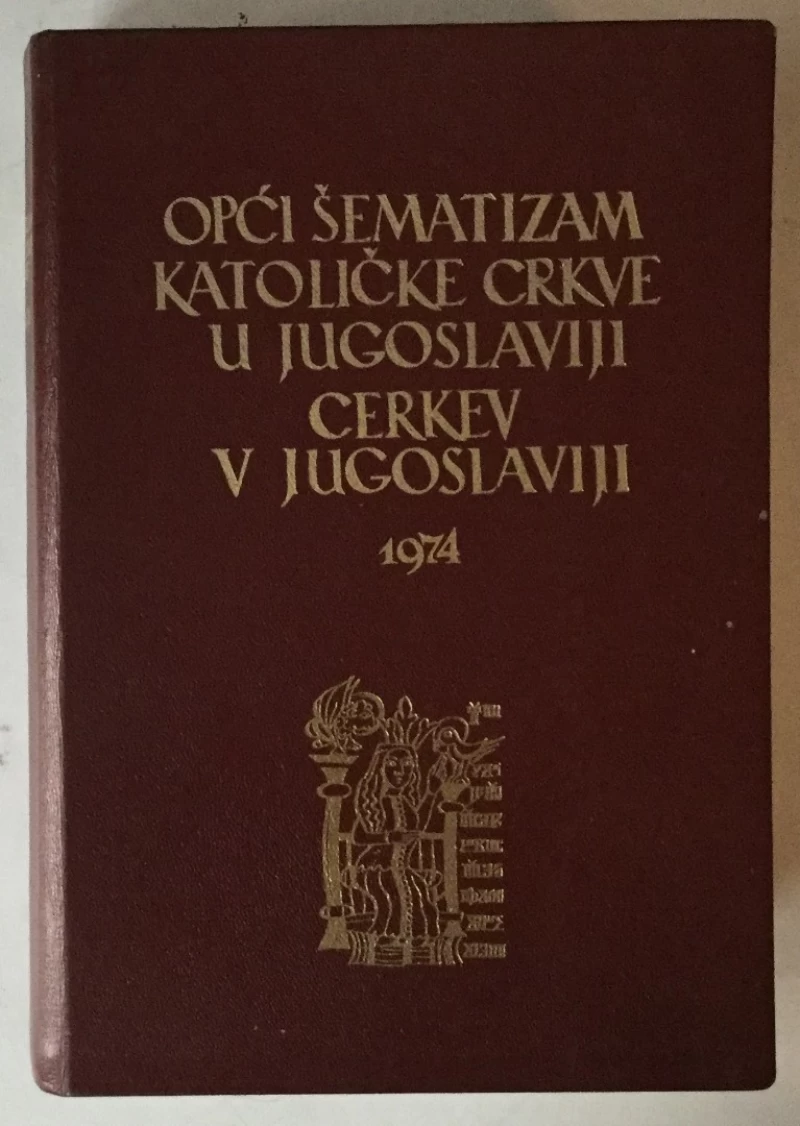 OPĆI ŠEMATIZAM
KATOLIČKE CRKVE
U JUGOSLAVIJI
CERKEV
V JUGOSLAVIJI
1974